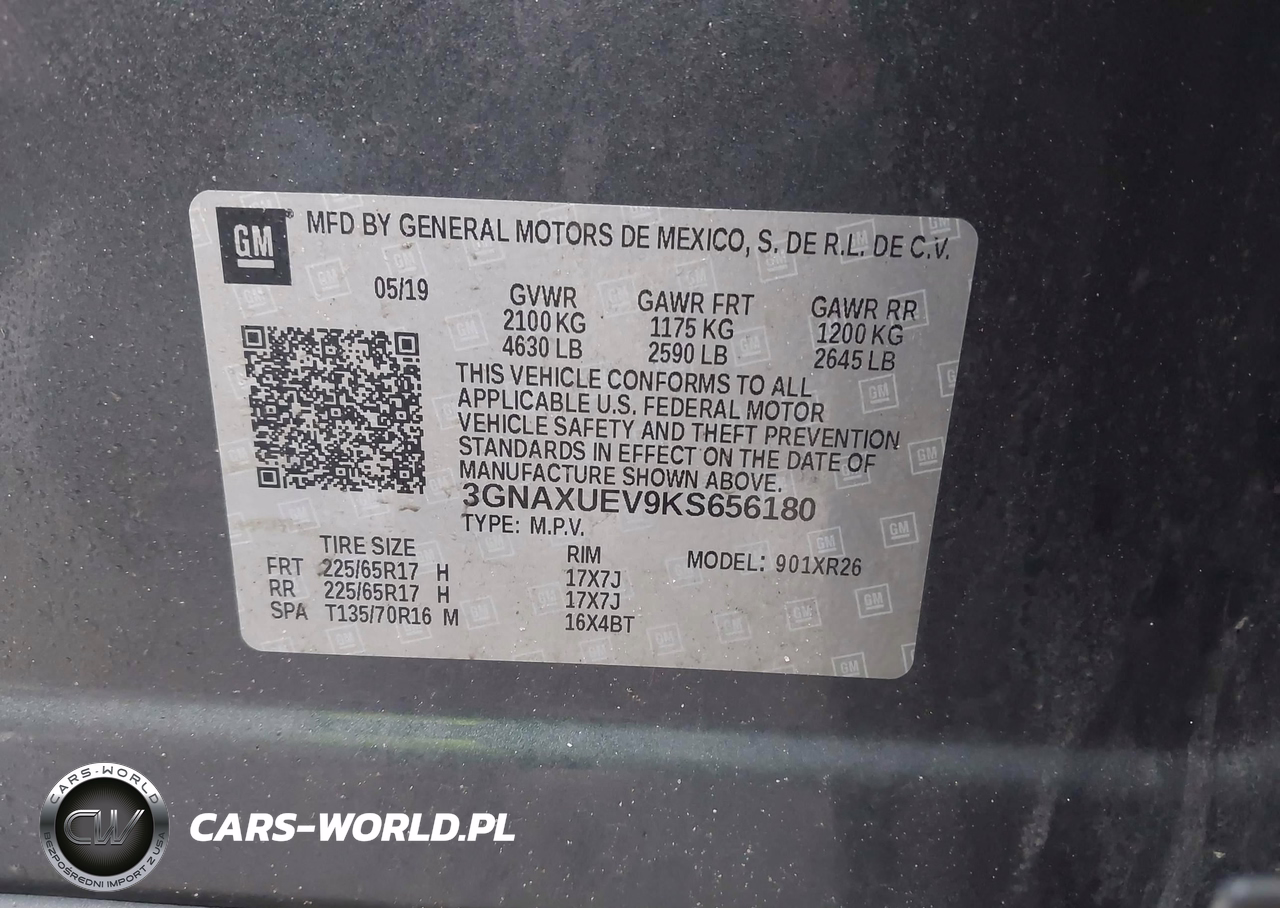 GM
MFD BY GENERAL MOTORS DE MEXICO, S. DE R.L. DE C.V.
05/19
GVWR GAWR FRT GAWR RR
2100 KG 1175 KG 1200 KG
4630 LB 2590 LB 2645 LB
THIS VEHICLE CONFORMS TO ALL
APPLICABLE U.S. FEDERAL MOTOR
VEHICLE SAFETY AND THEFT PREVENTION
STANDARDS IN EFFECT ON THE DATE OF
MANUFACTURE SHOWN ABOVE.
3GNAXUEV9KS656180
TYPE: M.P.V.
TIRE SIZE RIM MODEL: 901XR26
FRT 225/65R17 H 17X7J
RR 225/65R17 H 17X7J
SPA T135/70R16 M 16X4BT
CARS-WORLD
CW
BEZPOŚREDNI IMPORT Z USA
CARS-WORLD.PL